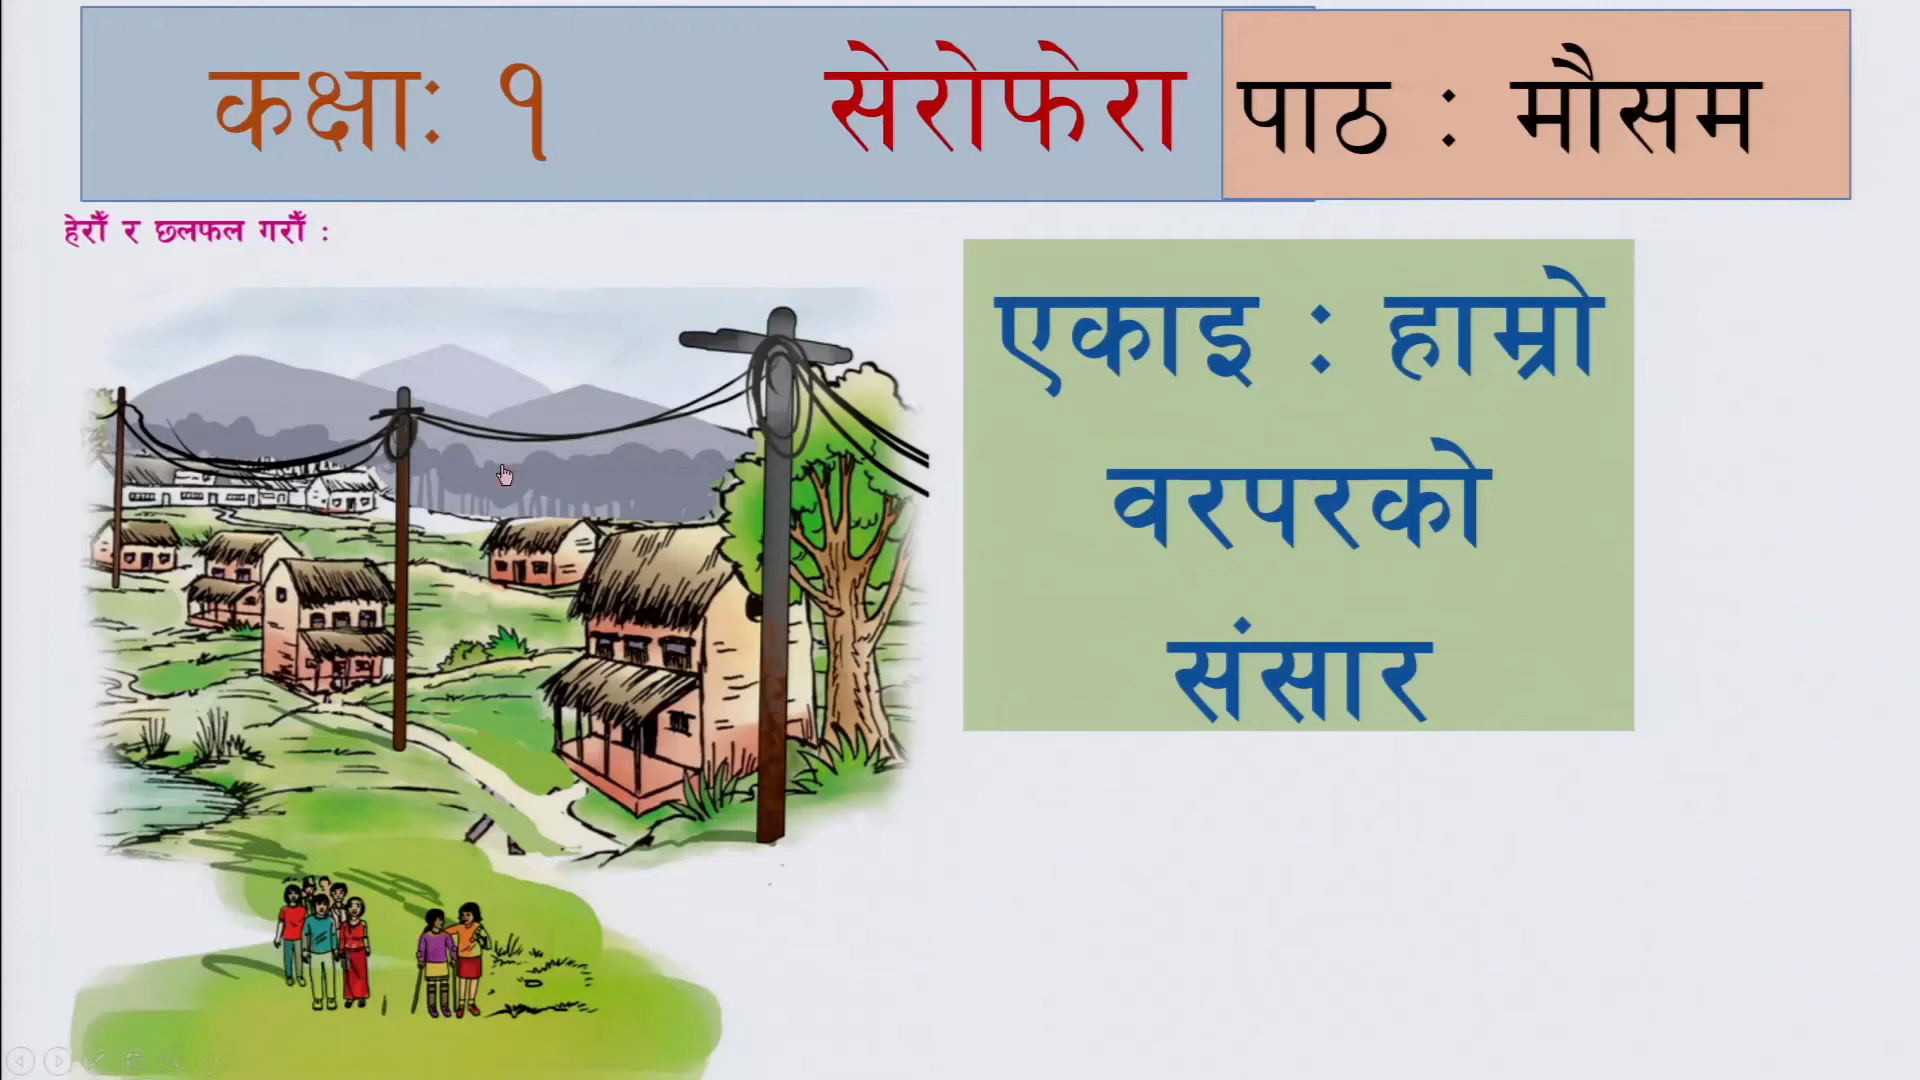 कक्षाः १ सेरोफेरा पाठ : मौसम
हेरौँ र छलफल गरौँ :
एकाइ : हाम्रो
वरपरको
संसार